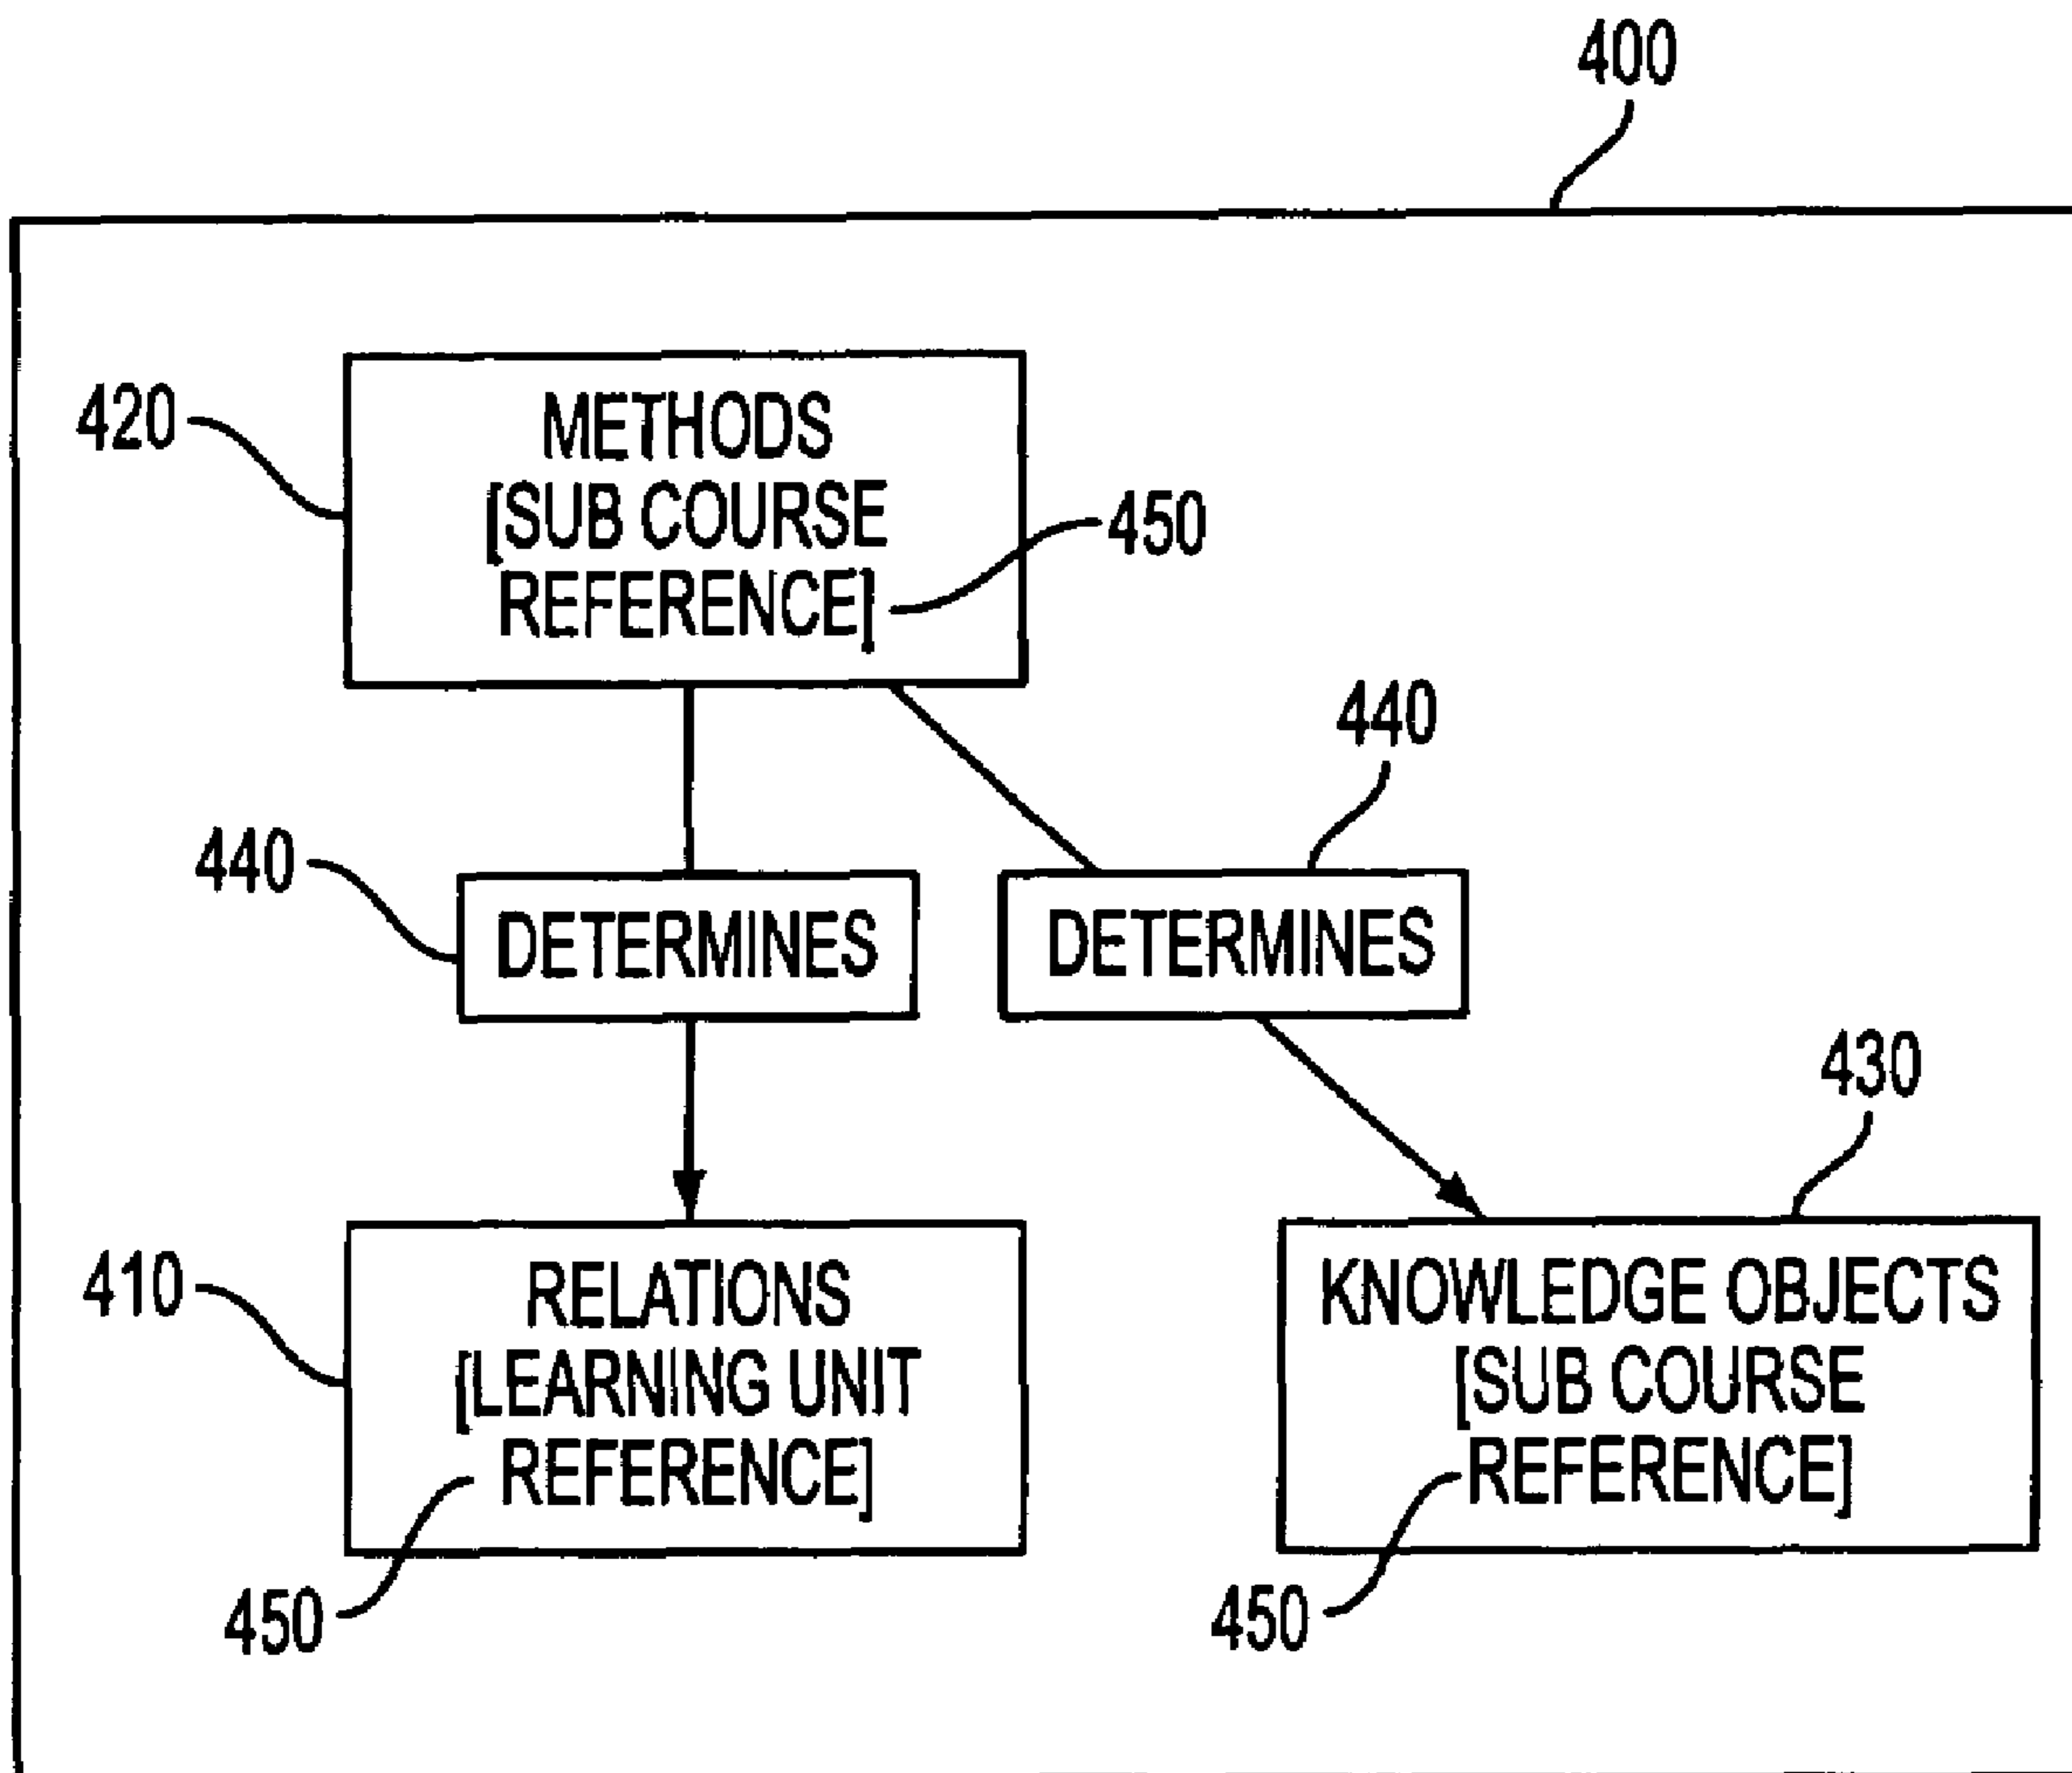 400
420
METHODS
[SUB COURSE
REFERENCE]
450
440
440
DETERMINES
DETERMINES
430
410
RELATIONS
[LEARNING UNIT
REFERENCE]
KNOWLEDGE OBJECTS
[SUB COURSE
REFERENCE]
450
450